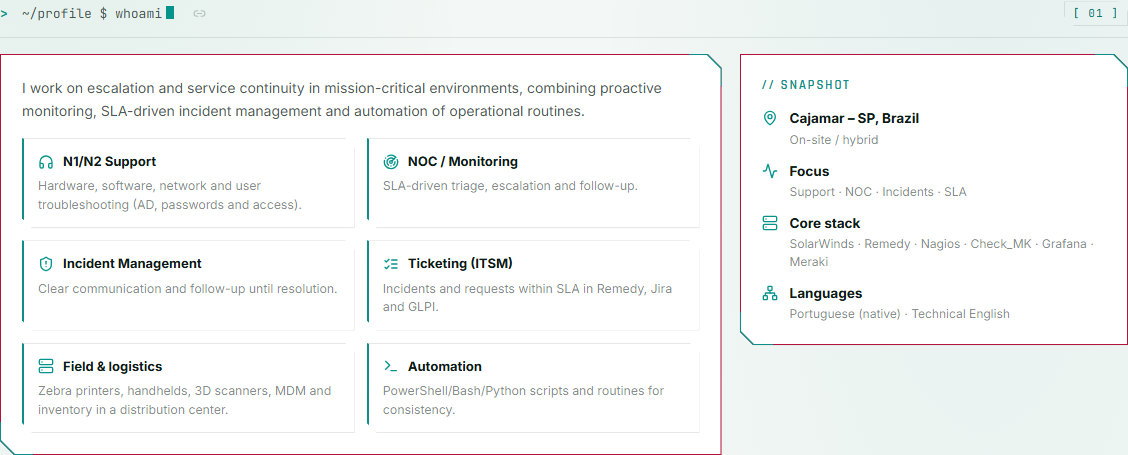 > ~/profile $ whoami
[ 01 ]
I work on escalation and service continuity in mission-critical environments, combining proactive
monitoring, SLA-driven incident management and automation of operational routines.
N1/N2 Support
Hardware, software, network and user
troubleshooting (AD, passwords and access).
NOC / Monitoring
SLA-driven triage, escalation and follow-up.
Incident Management
Clear communication and follow-up until resolution.
Ticketing (ITSM)
Incidents and requests within SLA in Remedy, Jira
and GLPI.
Field & logistics
Zebra printers, handhelds, 3D scanners, MDM and
inventory in a distribution center.
Automation
PowerShell/Bash/Python scripts and routines for
consistency.
// SNAPSHOT
Cajamar – SP, Brazil
On-site / hybrid
Focus
Support · NOC · Incidents · SLA
Core stack
SolarWinds · Remedy · Nagios · Check_MK · Grafana ·
Meraki
Languages
Portuguese (native) · Technical English